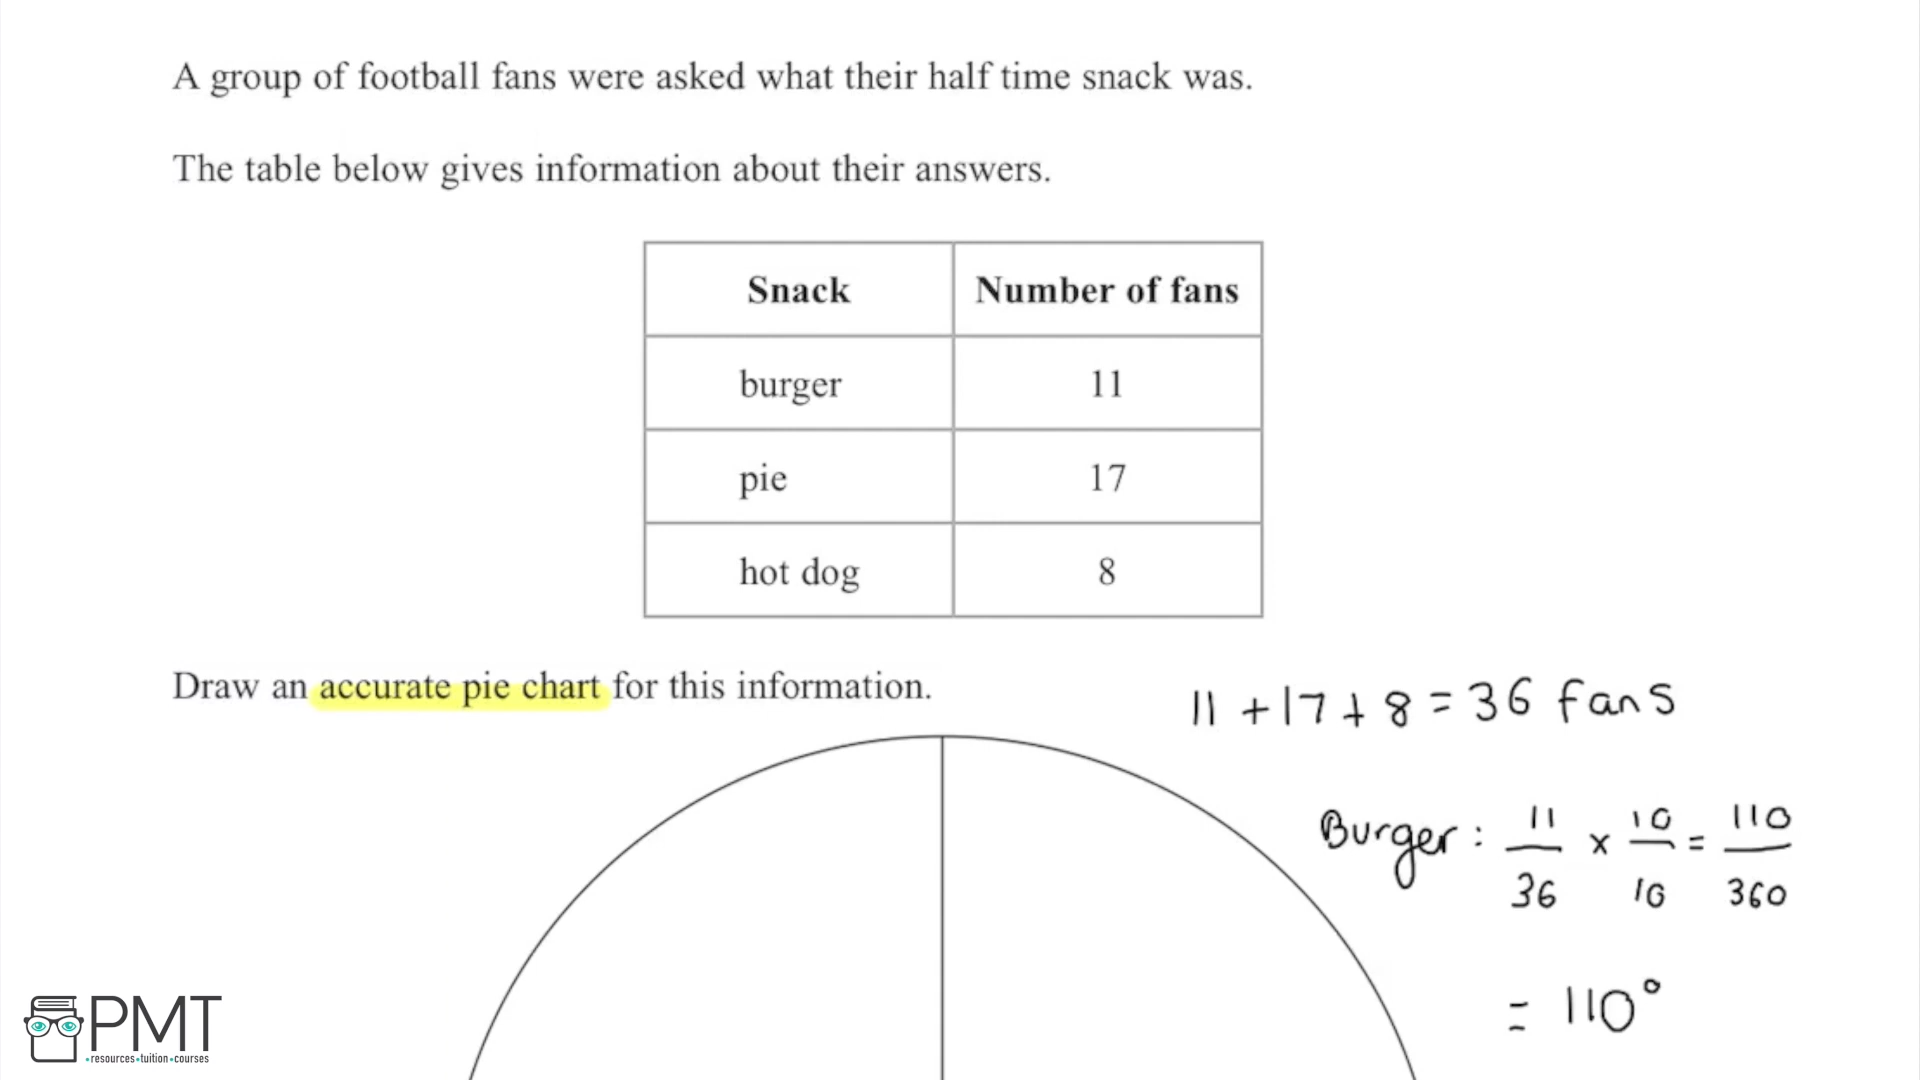 A group of football fans were asked what their half time snack was.
The table below gives information about their answers.
Snack Number of fans
burger 11
pie 17
hot dog 8
Draw an accurate pie chart for this information.
11 + 17 + 8 = 36 fans
Burger: 11/36 × 10/10 = 110/360
= 110°
PMT
•resources•tuition•courses